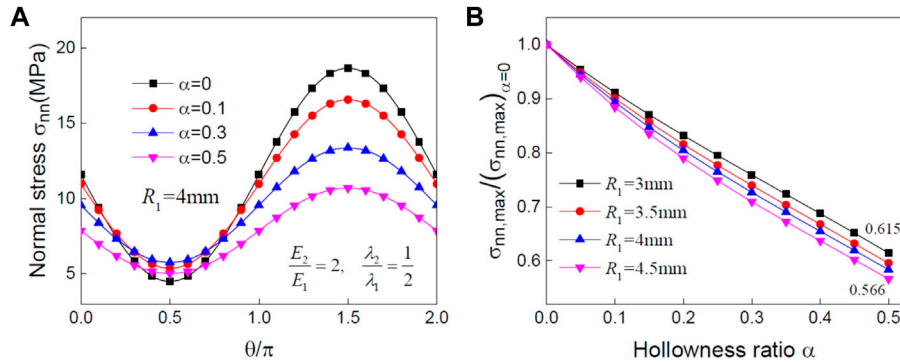 A
Normal stress σnn(MPa)
20
15
10
5
α=0
α=0.1
α=0.3
α=0.5
R₁=4mm
E₂/E₁=2, λ₂/λ₁=1/2
0.0 0.5 1.0 1.5 2.0
θ/π
B
σnn,max/(σnn,max)α=0
1.0
0.9
0.8
0.7
0.6
R₁=3mm
R₁=3.5mm
R₁=4mm
R₁=4.5mm
0.615
0.566
0.0 0.1 0.2 0.3 0.4 0.5
Hollowness ratio α